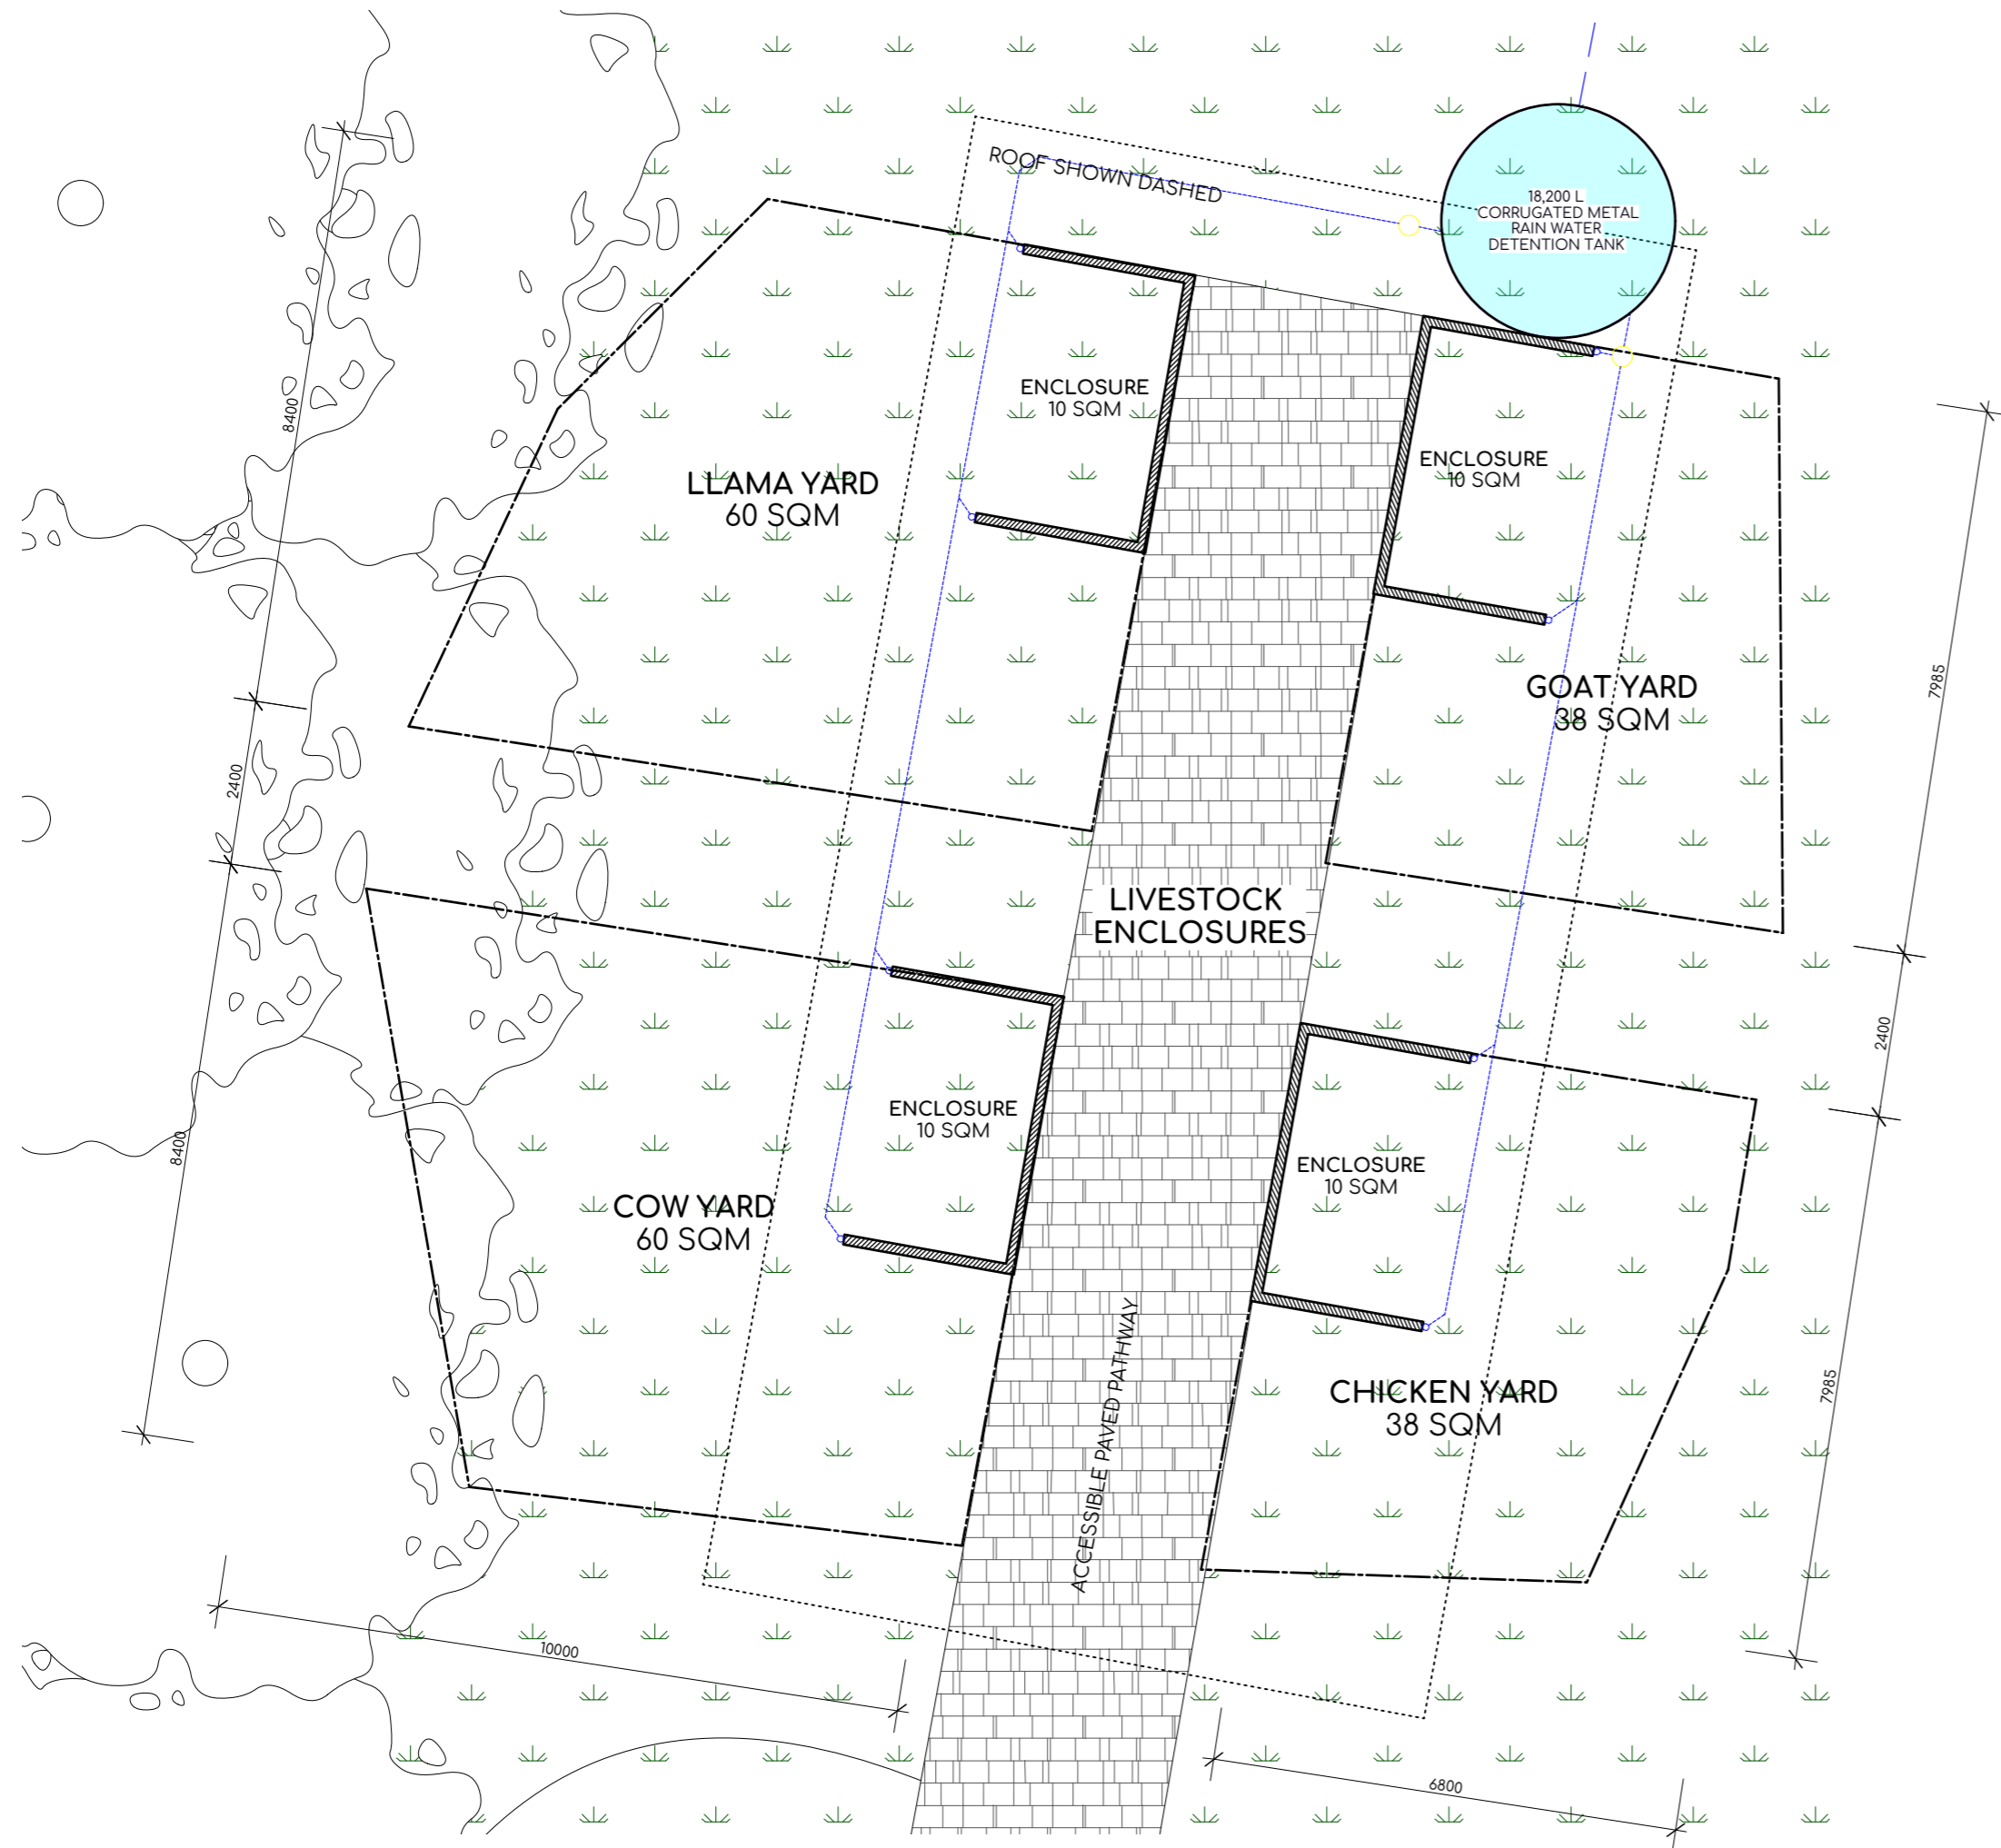 ROOF SHOWN DASHED
18,200 L
CORRUGATED METAL
RAIN WATER
DETENTION TANK
ENCLOSURE
10 SQM
8400
LLAMA YARD
60 SQM
ENCLOSURE
10 SQM
7985
GOAT YARD
38 SQM
2400
LIVESTOCK
ENCLOSURES
2400
ENCLOSURE
10 SQM
8400
ENCLOSURE
10 SQM
COW YARD
60 SQM
ACCESSIBLE PAVED PATHWAY
CHICKEN YARD
38 SQM
7985
10000
6800